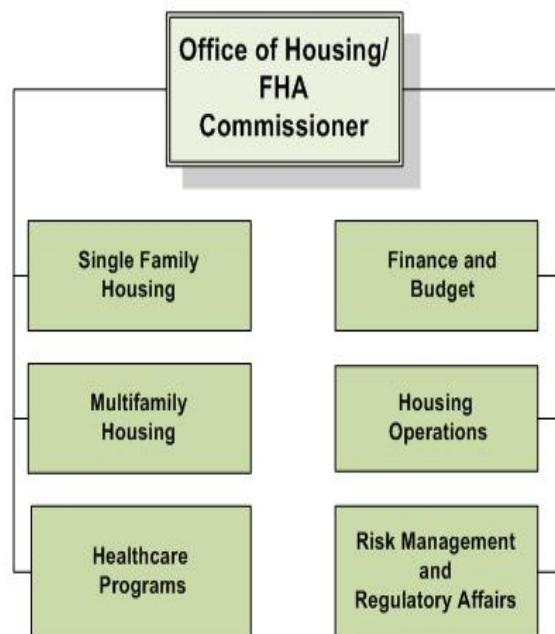 Office of Housing/
FHA
Commissioner
Single Family
Housing
Finance and
Budget
Multifamily
Housing
Housing
Operations
Healthcare
Programs
Risk Management
and
Regulatory Affairs